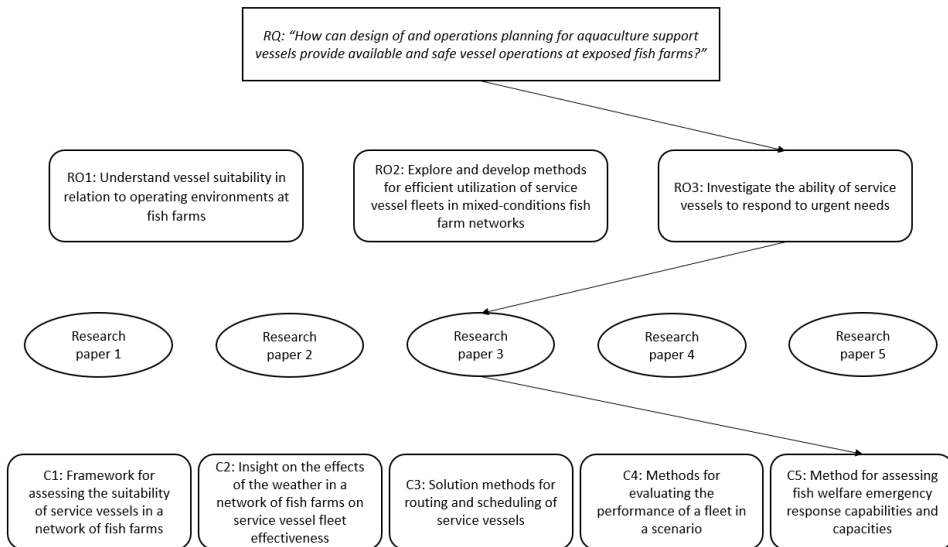 RQ: “How can design of and operations planning for aquaculture support
vessels provide available and safe vessel operations at exposed fish farms?”
RO1: Understand vessel suitability in
relation to operating environments at
fish farms
RO2: Explore and develop methods
for efficient utilization of service
vessel fleets in mixed-conditions fish
farm networks
RO3: Investigate the ability of service
vessels to respond to urgent needs
Research
paper 1
Research
paper 2
Research
paper 3
Research
paper 4
Research
paper 5
C1: Framework for
assessing the suitability
of service vessels in a
network of fish farms
C2: Insight on the effects
of the weather in a
network of fish farms on
service vessel fleet
effectiveness
C3: Solution methods for
routing and scheduling of
service vessels
C4: Methods for
evaluating the
performance of a fleet in
a scenario
C5: Method for assessing
fish welfare emergency
response capabilities and
capacities